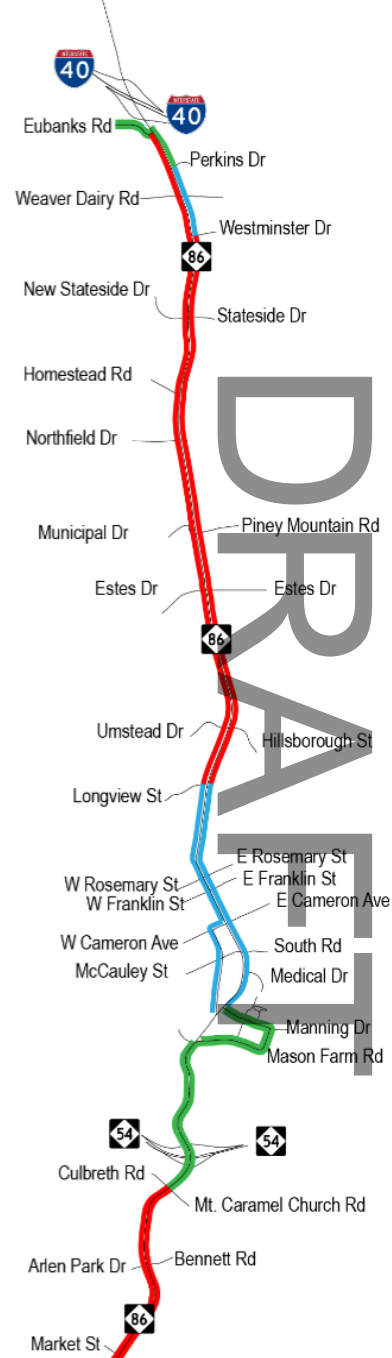 INTERSTATE
40
INTERSTATE
40
Eubanks Rd
Perkins Dr
Weaver Dairy Rd
Westminster Dr
86
New Stateside Dr
Stateside Dr
Homestead Rd
Northfield Dr
Municipal Dr
Piney Mountain Rd
Estes Dr
Estes Dr
86
Umstead Dr
Hillsborough St
Longview St
E Rosemary St
W Rosemary St
E Franklin St
W Franklin St
E Cameron Ave
W Cameron Ave
South Rd
McCauley St
Medical Dr
Manning Dr
Mason Farm Rd
54
54
Culbreth Rd
Mt. Caramel Church Rd
Bennett Rd
Arlen Park Dr
86
Market St
DRAFT